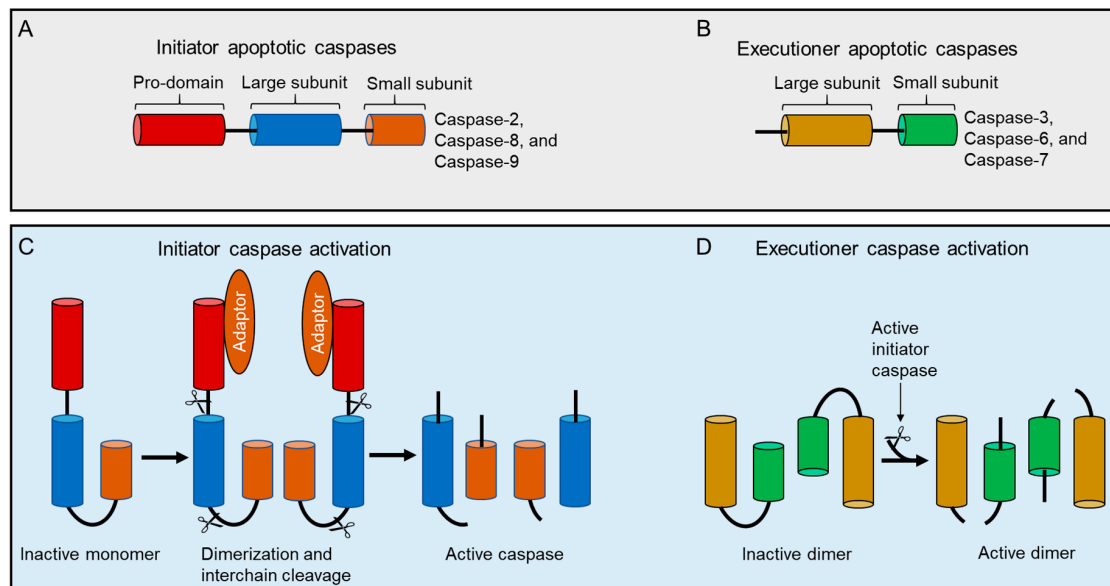 A
Initiator apoptotic caspases
Pro-domain
Large subunit
Small subunit
Caspase-2,
Caspase-8, and
Caspase-9
B
Executioner apoptotic caspases
Large subunit
Small subunit
Caspase-3,
Caspase-6, and
Caspase-7
C
Initiator caspase activation
Adaptor
Adaptor
Inactive monomer
Dimerization and
interchain cleavage
Active caspase
D
Executioner caspase activation
Active
initiator
caspase
Inactive dimer
Active dimer